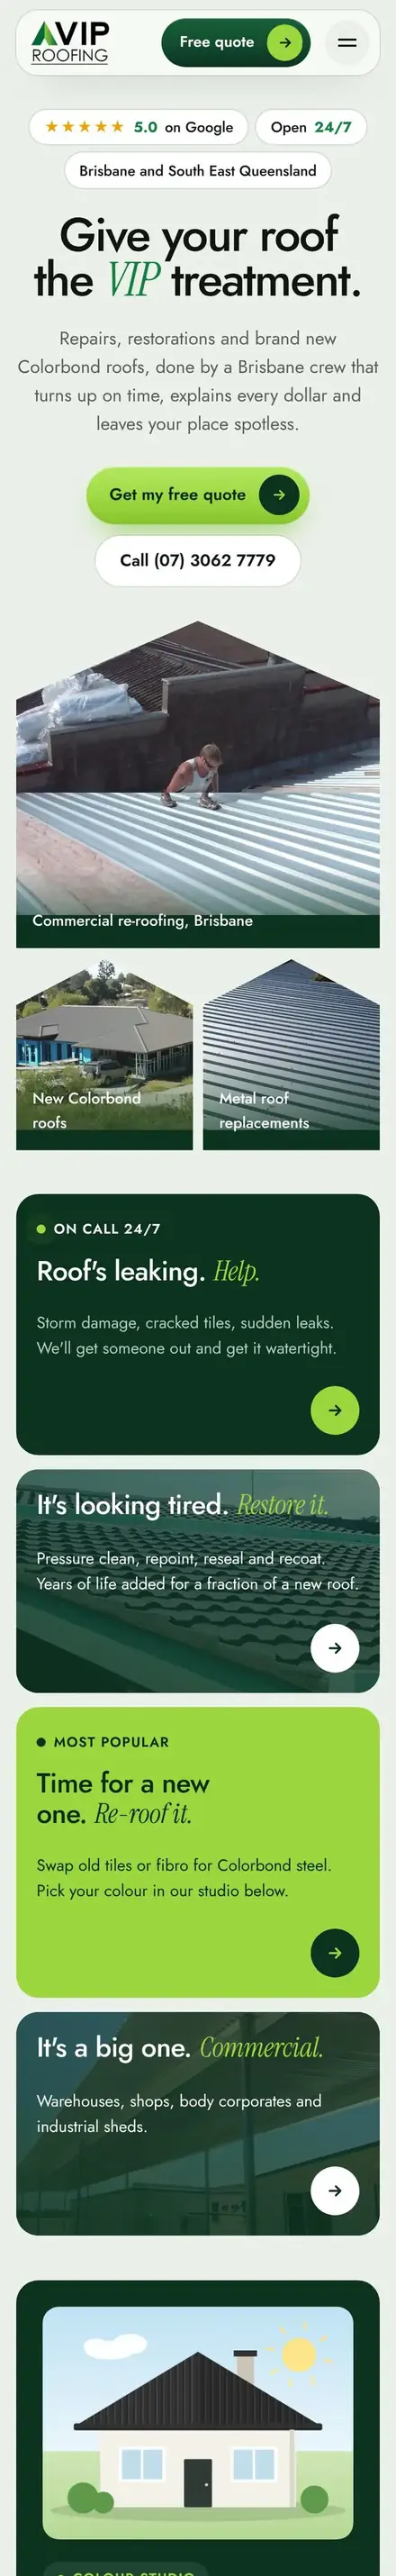 VIP
ROOFING
Free quote
5.0 on Google
Open 24/7
Brisbane and South East Queensland
Give your roof
the VIP treatment.
Repairs, restorations and brand new
Colorbond roofs, done by a Brisbane crew that
turns up on time, explains every dollar and
leaves your place spotless.
Get my free quote
Call (07) 3062 7779
Commercial re-roofing, Brisbane
New Colorbond
roofs
Metal roof
replacements
ON CALL 24/7
Roof's leaking. Help.
Storm damage, cracked tiles, sudden leaks.
We'll get someone out and get it watertight.
It's looking tired. Restore it.
Pressure clean, repoint, reseal and recoat.
Years of life added for a fraction of a new roof.
MOST POPULAR
Time for a new
one. Re-roof it.
Swap old tiles or fibro for Colorbond steel.
Pick your colour in our studio below.
It's a big one. Commercial.
Warehouses, shops, body corporates and
industrial sheds.
COLOUR STUDIO